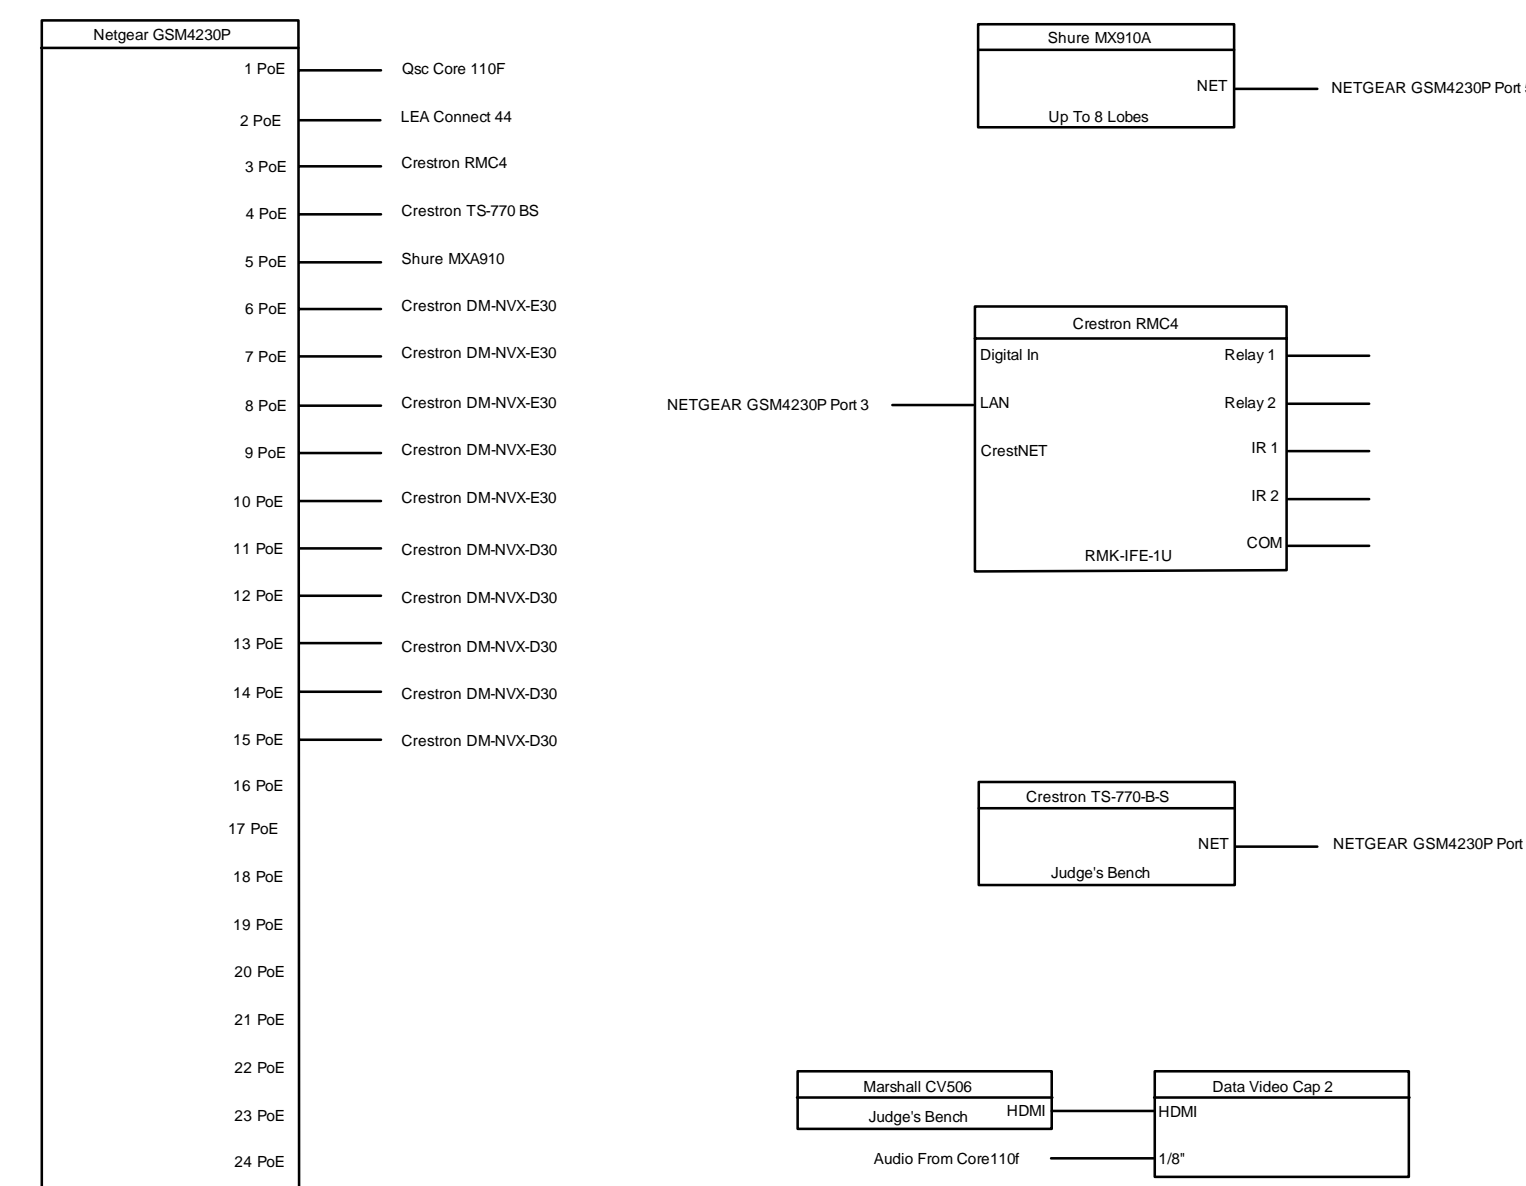 Netgear GSM4230P
1 PoE Qsc Core 110F
2 PoE LEA Connect 44
3 PoE Crestron RMC4
4 PoE Crestron TS-770 BS
5 PoE Shure MXA910
6 PoE Crestron DM-NVX-E30
7 PoE Crestron DM-NVX-E30
8 PoE Crestron DM-NVX-E30
9 PoE Crestron DM-NVX-E30
10 PoE Crestron DM-NVX-E30
11 PoE Crestron DM-NVX-D30
12 PoE Crestron DM-NVX-D30
13 PoE Crestron DM-NVX-D30
14 PoE Crestron DM-NVX-D30
15 PoE Crestron DM-NVX-D30
16 PoE
17 PoE
18 PoE
19 PoE
20 PoE
21 PoE
22 PoE
23 PoE
24 PoE
Shure MX910A
NET NETGEAR GSM4230P Port
Up To 8 Lobes
Crestron RMC4
Digital In Relay 1
NETGEAR GSM4230P Port 3 LAN Relay 2
CrestNET IR 1
IR 2
COM
RMK-IFE-1U
Crestron TS-770-B-S
NET NETGEAR GSM4230P Port
Judge's Bench
Marshall CV506
Judge's Bench HDMI
Data Video Cap 2
HDMI
Audio From Core110f 1/8"